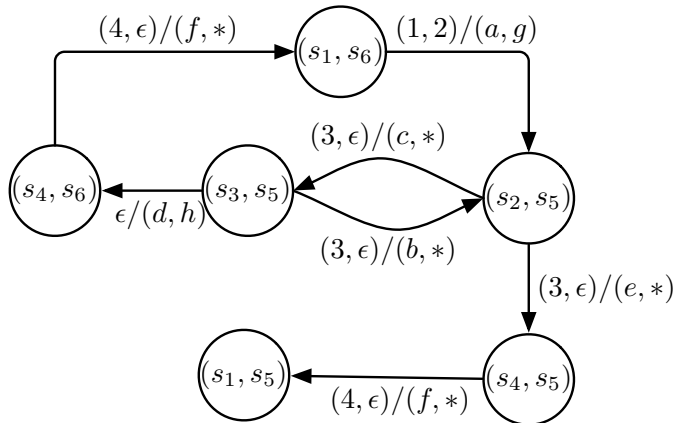 (4, ϵ)/(f, ∗)
(s₁, s₆)
(1, 2)/(a, g)
(3, ϵ)/(c, ∗)
(s₄, s₆)
(s₃, s₅)
(s₂, s₅)
ϵ/(d, h)
(3, ϵ)/(b, ∗)
(3, ϵ)/(e, ∗)
(s₁, s₅)
(s₄, s₅)
(4, ϵ)/(f, ∗)